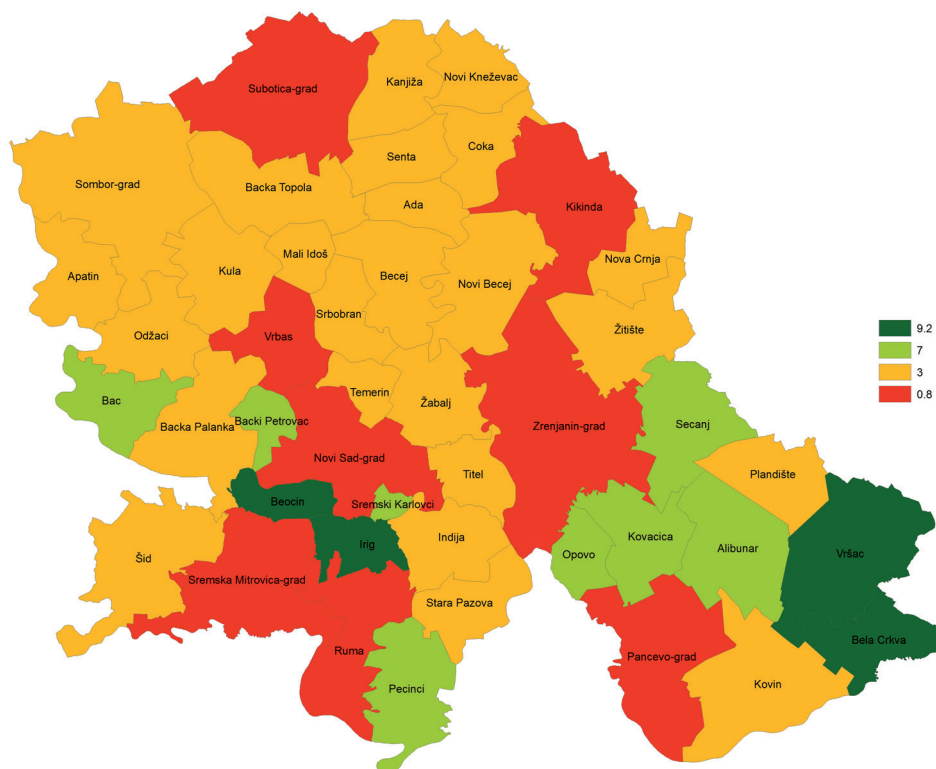 Subotica-grad
Kanjiža
Novi Kneževac
Coka
Senta
Sombor-grad
Backa Topola
Ada
Kikinda
Nova Crnja
Mali Iđoš
Kula
Becej
Novi Becej
Apatin
Srbobran
Žitište
Odžaci
Vrbas
9.2
7
3
0.8
Bac
Temerin
Žabalj
Backa Palanka
Backi Petrovac
Zrenjanin-grad
Secanj
Novi Sad-grad
Titel
Plandište
Beocin
Sremski Karlovci
Irig
Inđija
Opovo
Kovacica
Alibunar
Vršac
Šid
Sremska Mitrovica-grad
Stara Pazova
Bela Crkva
Ruma
Pancevo-grad
Pecinci
Kovin